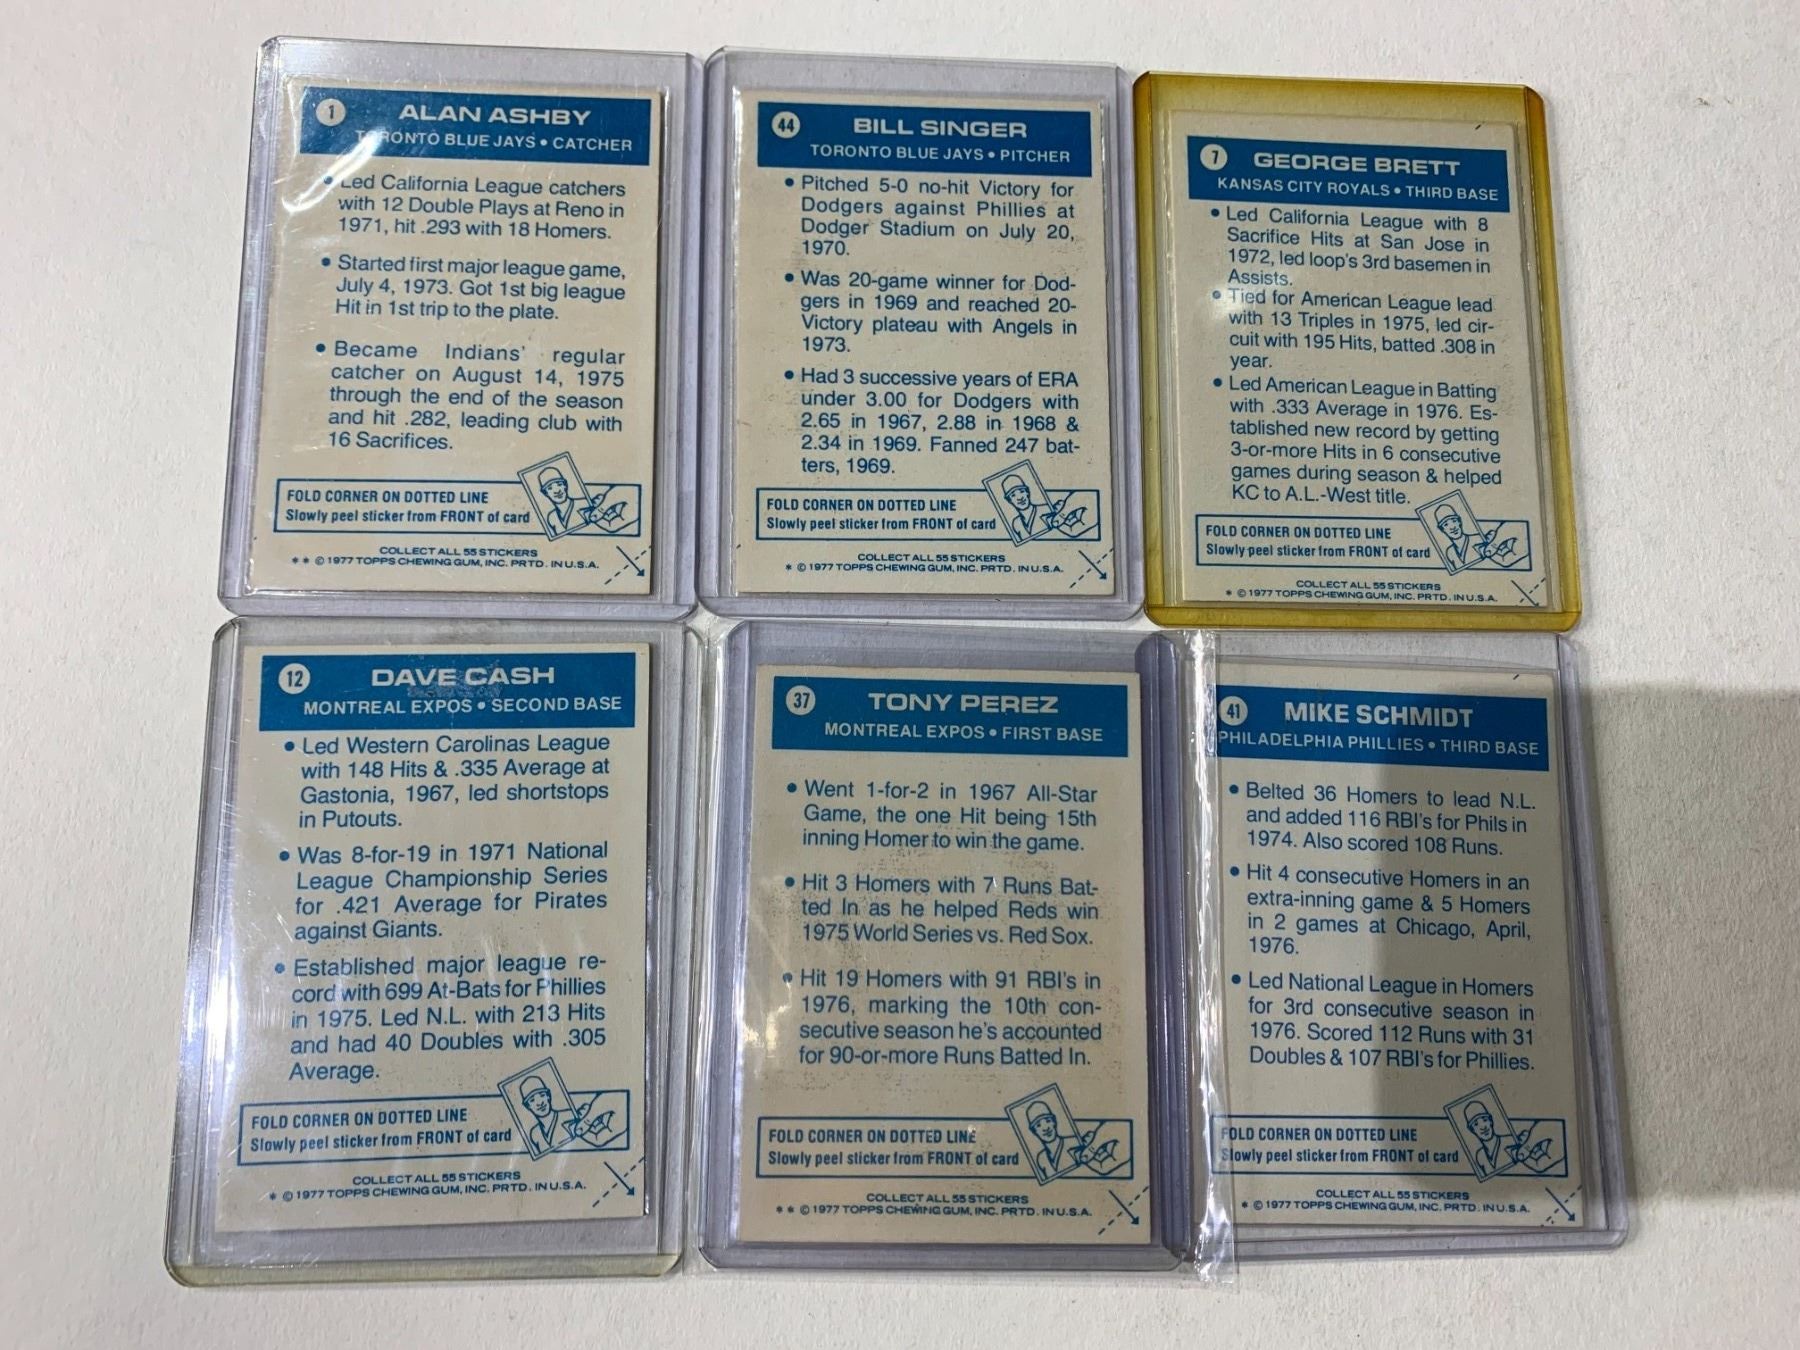 1
ALAN ASHBY
TORONTO BLUE JAYS • CATCHER
• Led California League catchers
with 12 Double Plays at Reno in
1971, hit .293 with 18 Homers.
• Started first major league game,
July 4, 1973. Got 1st big league
Hit in 1st trip to the plate.
• Became Indians' regular
catcher on August 14, 1975
through the end of the season
and hit .282, leading club with
16 Sacrifices.
FOLD CORNER ON DOTTED LINE
Slowly peel sticker from FRONT of card
COLLECT ALL 55 STICKERS
* * © 1977 TOPPS CHEWING GUM, INC. PRTD. IN U.S.A.
44
BILL SINGER
TORONTO BLUE JAYS • PITCHER
• Pitched 5-0 no-hit Victory for
Dodgers against Phillies at
Dodger Stadium on July 20,
1970.
• Was 20-game winner for Dod-
gers in 1969 and reached 20-
Victory plateau with Angels in
1973.
• Had 3 successive years of ERA
under 3.00 for Dodgers with
2.65 in 1967, 2.88 in 1968 &
2.34 in 1969. Fanned 247 bat-
ters, 1969.
FOLD CORNER ON DOTTED LINE
Slowly peel sticker from FRONT of card
COLLECT ALL 55 STICKERS
* © 1977 TOPPS CHEWING GUM, INC. PRTD. IN U.S.A.
7
GEORGE BRETT
KANSAS CITY ROYALS • THIRD BASE
• Led California League with 8
Sacrifice Hits at San Jose in
1972, led loop's 3rd basemen in
Assists.
• Tied for American League lead
with 13 Triples in 1975, led cir-
cuit with 195 Hits, batted .308 in
year.
• Led American League in Batting
with .333 Average in 1976. Es-
tablished new record by getting
3-or-more Hits in 6 consecutive
games during season & helped
KC to A.L.-West title.
FOLD CORNER ON DOTTED LINE
Slowly peel sticker from FRONT of card
COLLECT ALL 55 STICKERS
* © 1977 TOPPS CHEWING GUM, INC. PRTD. IN U.S.A.
12
DAVE CASH
MONTREAL EXPOS • SECOND BASE
• Led Western Carolinas League
with 148 Hits & .335 Average at
Gastonia, 1967, led shortstops
in Putouts.
• Was 8-for-19 in 1971 National
League Championship Series
for .421 Average for Pirates
against Giants.
• Established major league re-
cord with 699 At-Bats for Phillies
in 1975. Led N.L. with 213 Hits
and had 40 Doubles with .305
Average.
FOLD CORNER ON DOTTED LINE
Slowly peel sticker from FRONT of card
COLLECT ALL 55 STICKERS
* © 1977 TOPPS CHEWING GUM, INC. PRTD. IN U.S.A.
37
TONY PEREZ
MONTREAL EXPOS • FIRST BASE
• Went 1-for-2 in 1967 All-Star
Game, the one Hit being 15th
inning Homer to win the game.
• Hit 3 Homers with 7 Runs Bat-
ted In as he helped Reds win
1975 World Series vs. Red Sox.
• Hit 19 Homers with 91 RBI's in
1976, marking the 10th con-
secutive season he's accounted
for 90-or-more Runs Batted In.
FOLD CORNER ON DOTTED LINE
Slowly peel sticker from FRONT of card
COLLECT ALL 55 STICKERS
* * © 1977 TOPPS CHEWING GUM, INC. PRTD. IN U.S.A.
41
MIKE SCHMIDT
PHILADELPHIA PHILLIES • THIRD BASE
• Belted 36 Homers to lead N.L.
and added 116 RBI's for Phils in
1974. Also scored 108 Runs.
• Hit 4 consecutive Homers in an
extra-inning game & 5 Homers
in 2 games at Chicago, April,
1976.
• Led National League in Homers
for 3rd consecutive season in
1976. Scored 112 Runs with 31
Doubles & 107 RBI's for Phillies.
FOLD CORNER ON DOTTED LINE
Slowly peel sticker from FRONT of card
COLLECT ALL 55 STICKERS
* © 1977 TOPPS CHEWING GUM, INC. PRTD. IN U.S.A.